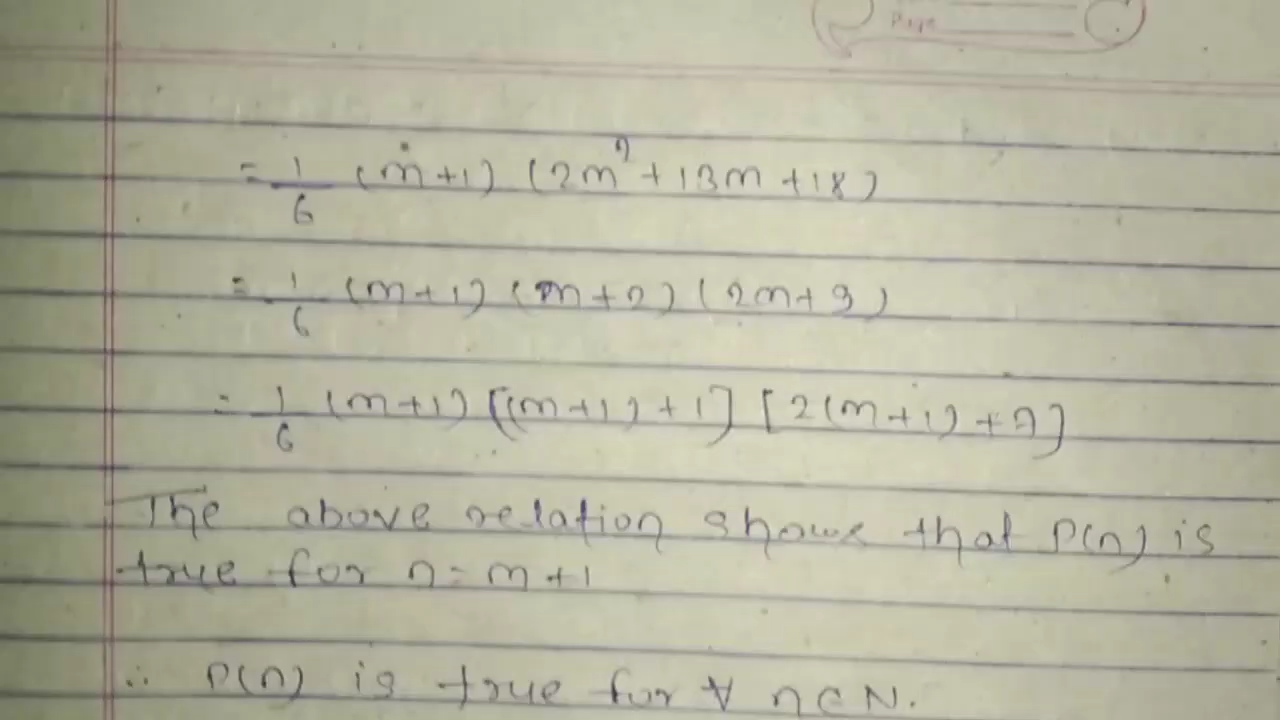 Page
= 1/6 (m+1) (2m² + 13m + 18)
= 1/6 (m+1) (m+2) (2m+9)
= 1/6 (m+1) [(m+1)+1] [2(m+1)+7]
The above relation shows that P(n) is
true for n = m+1
∴ P(n) is true for ∀ n∈N.